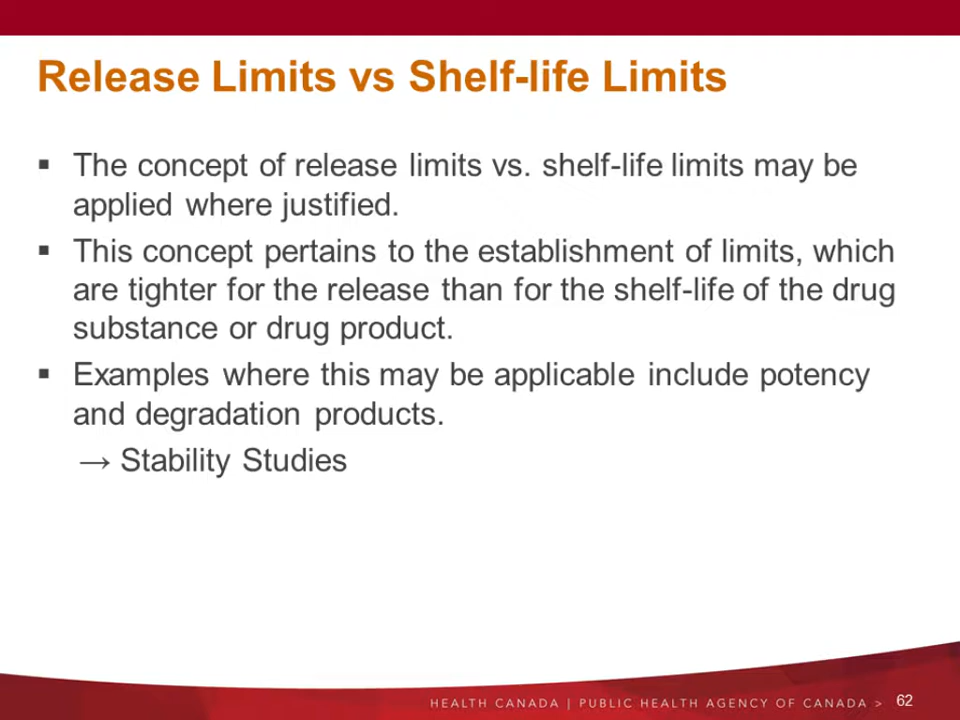 Release Limits vs Shelf-life Limits
▪ The concept of release limits vs. shelf-life limits may be
applied where justified.
▪ This concept pertains to the establishment of limits, which
are tighter for the release than for the shelf-life of the drug
substance or drug product.
▪ Examples where this may be applicable include potency
and degradation products.
→ Stability Studies
HEALTH CANADA | PUBLIC HEALTH AGENCY OF CANADA > 62